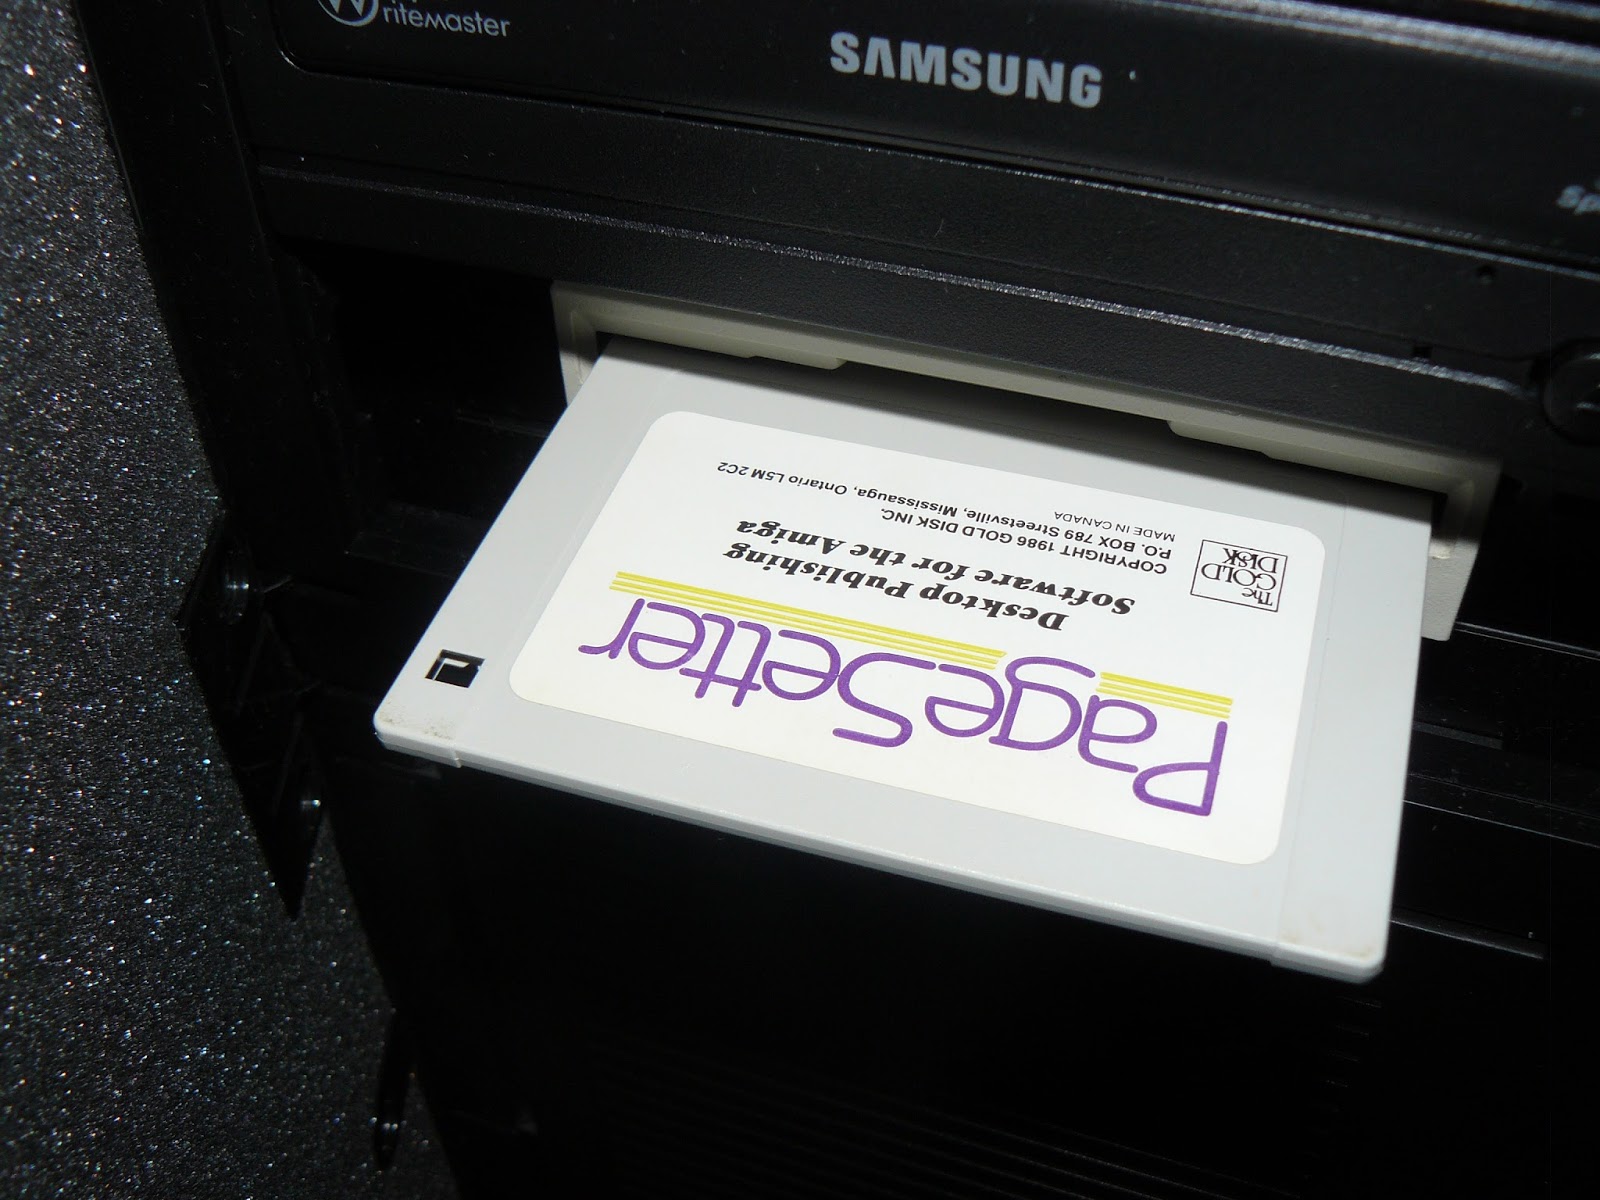 ritemaster
SAMSUNG
PageSetter
Desktop Publishing
Software for the Amiga
The
GOLD
DISK
COPYRIGHT 1986 GOLD DISK INC.
P.O. BOX 789 Streetsville, Mississauga, Ontario L5M 2C2
MADE IN CANADA